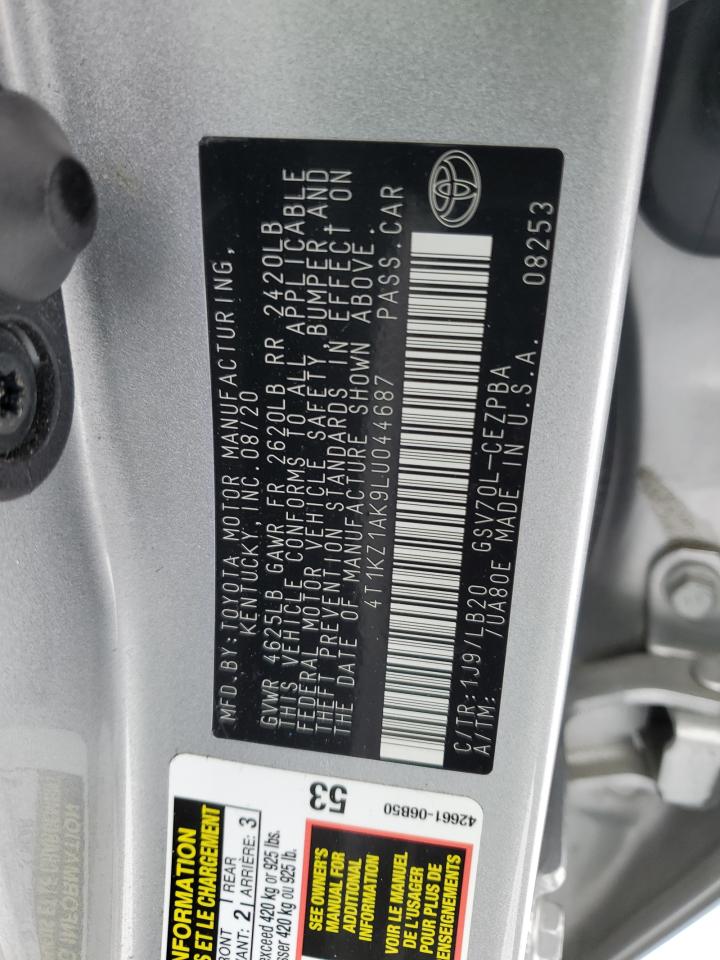 MFD.BY:TOYOTA MOTOR MANUFACTURING,
KENTUCKY, INC. 08/20
GVWR 4625LB GAWR FR 2620LB RR 2420LB
THIS VEHICLE CONFORMS TO ALL APPLICABLE
FEDERAL MOTOR VEHICLE SAFETY,BUMPER,AND
THEFT PREVENTION STANDARDS IN EFFECT ON
THE DATE OF MANUFACTURE SHOWN ABOVE.
4T1KZ1AK9LU044687 PASS.CAR
C/TR:1J9/LB20 GSV70L-CEZPBA 08253
A/TM: /UA80E MADE IN U.S.A.
INFORMATION
S ET LE CHARGEMENT
RONT
REAR
VANT: 2
ARRIÈRE: 3
exceed 420 kg or 925 lbs.
sser 420 kg ou 925 lb.
53
SEE OWNER'S
MANUAL FOR
ADDITIONAL
INFORMATION
VOIR LE MANUEL
DE L'USAGER
POUR PLUS DE
RENSEIGNEMENTS
42661-06B50